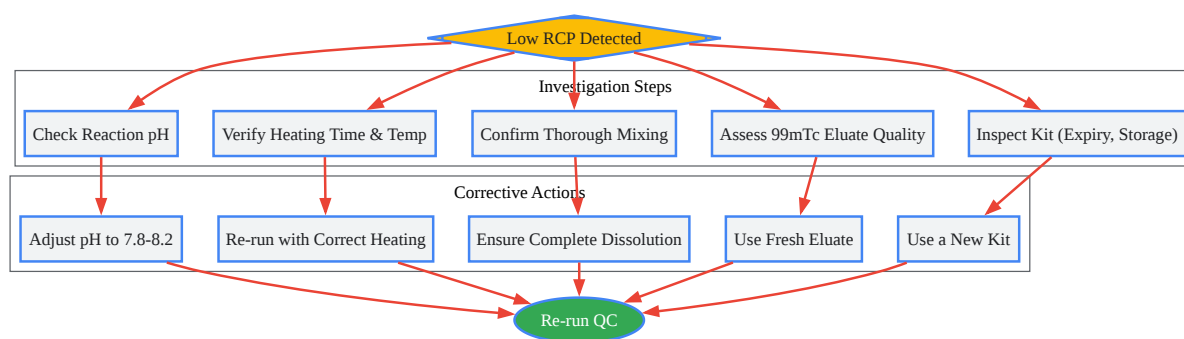 Low RCP Detected
Investigation Steps
Check Reaction pH
Verify Heating Time & Temp
Confirm Thorough Mixing
Assess 99mTc Eluate Quality
Inspect Kit (Expiry, Storage)
Corrective Actions
Adjust pH to 7.8-8.2
Re-run with Correct Heating
Ensure Complete Dissolution
Use Fresh Eluate
Use a New Kit
Re-run QC